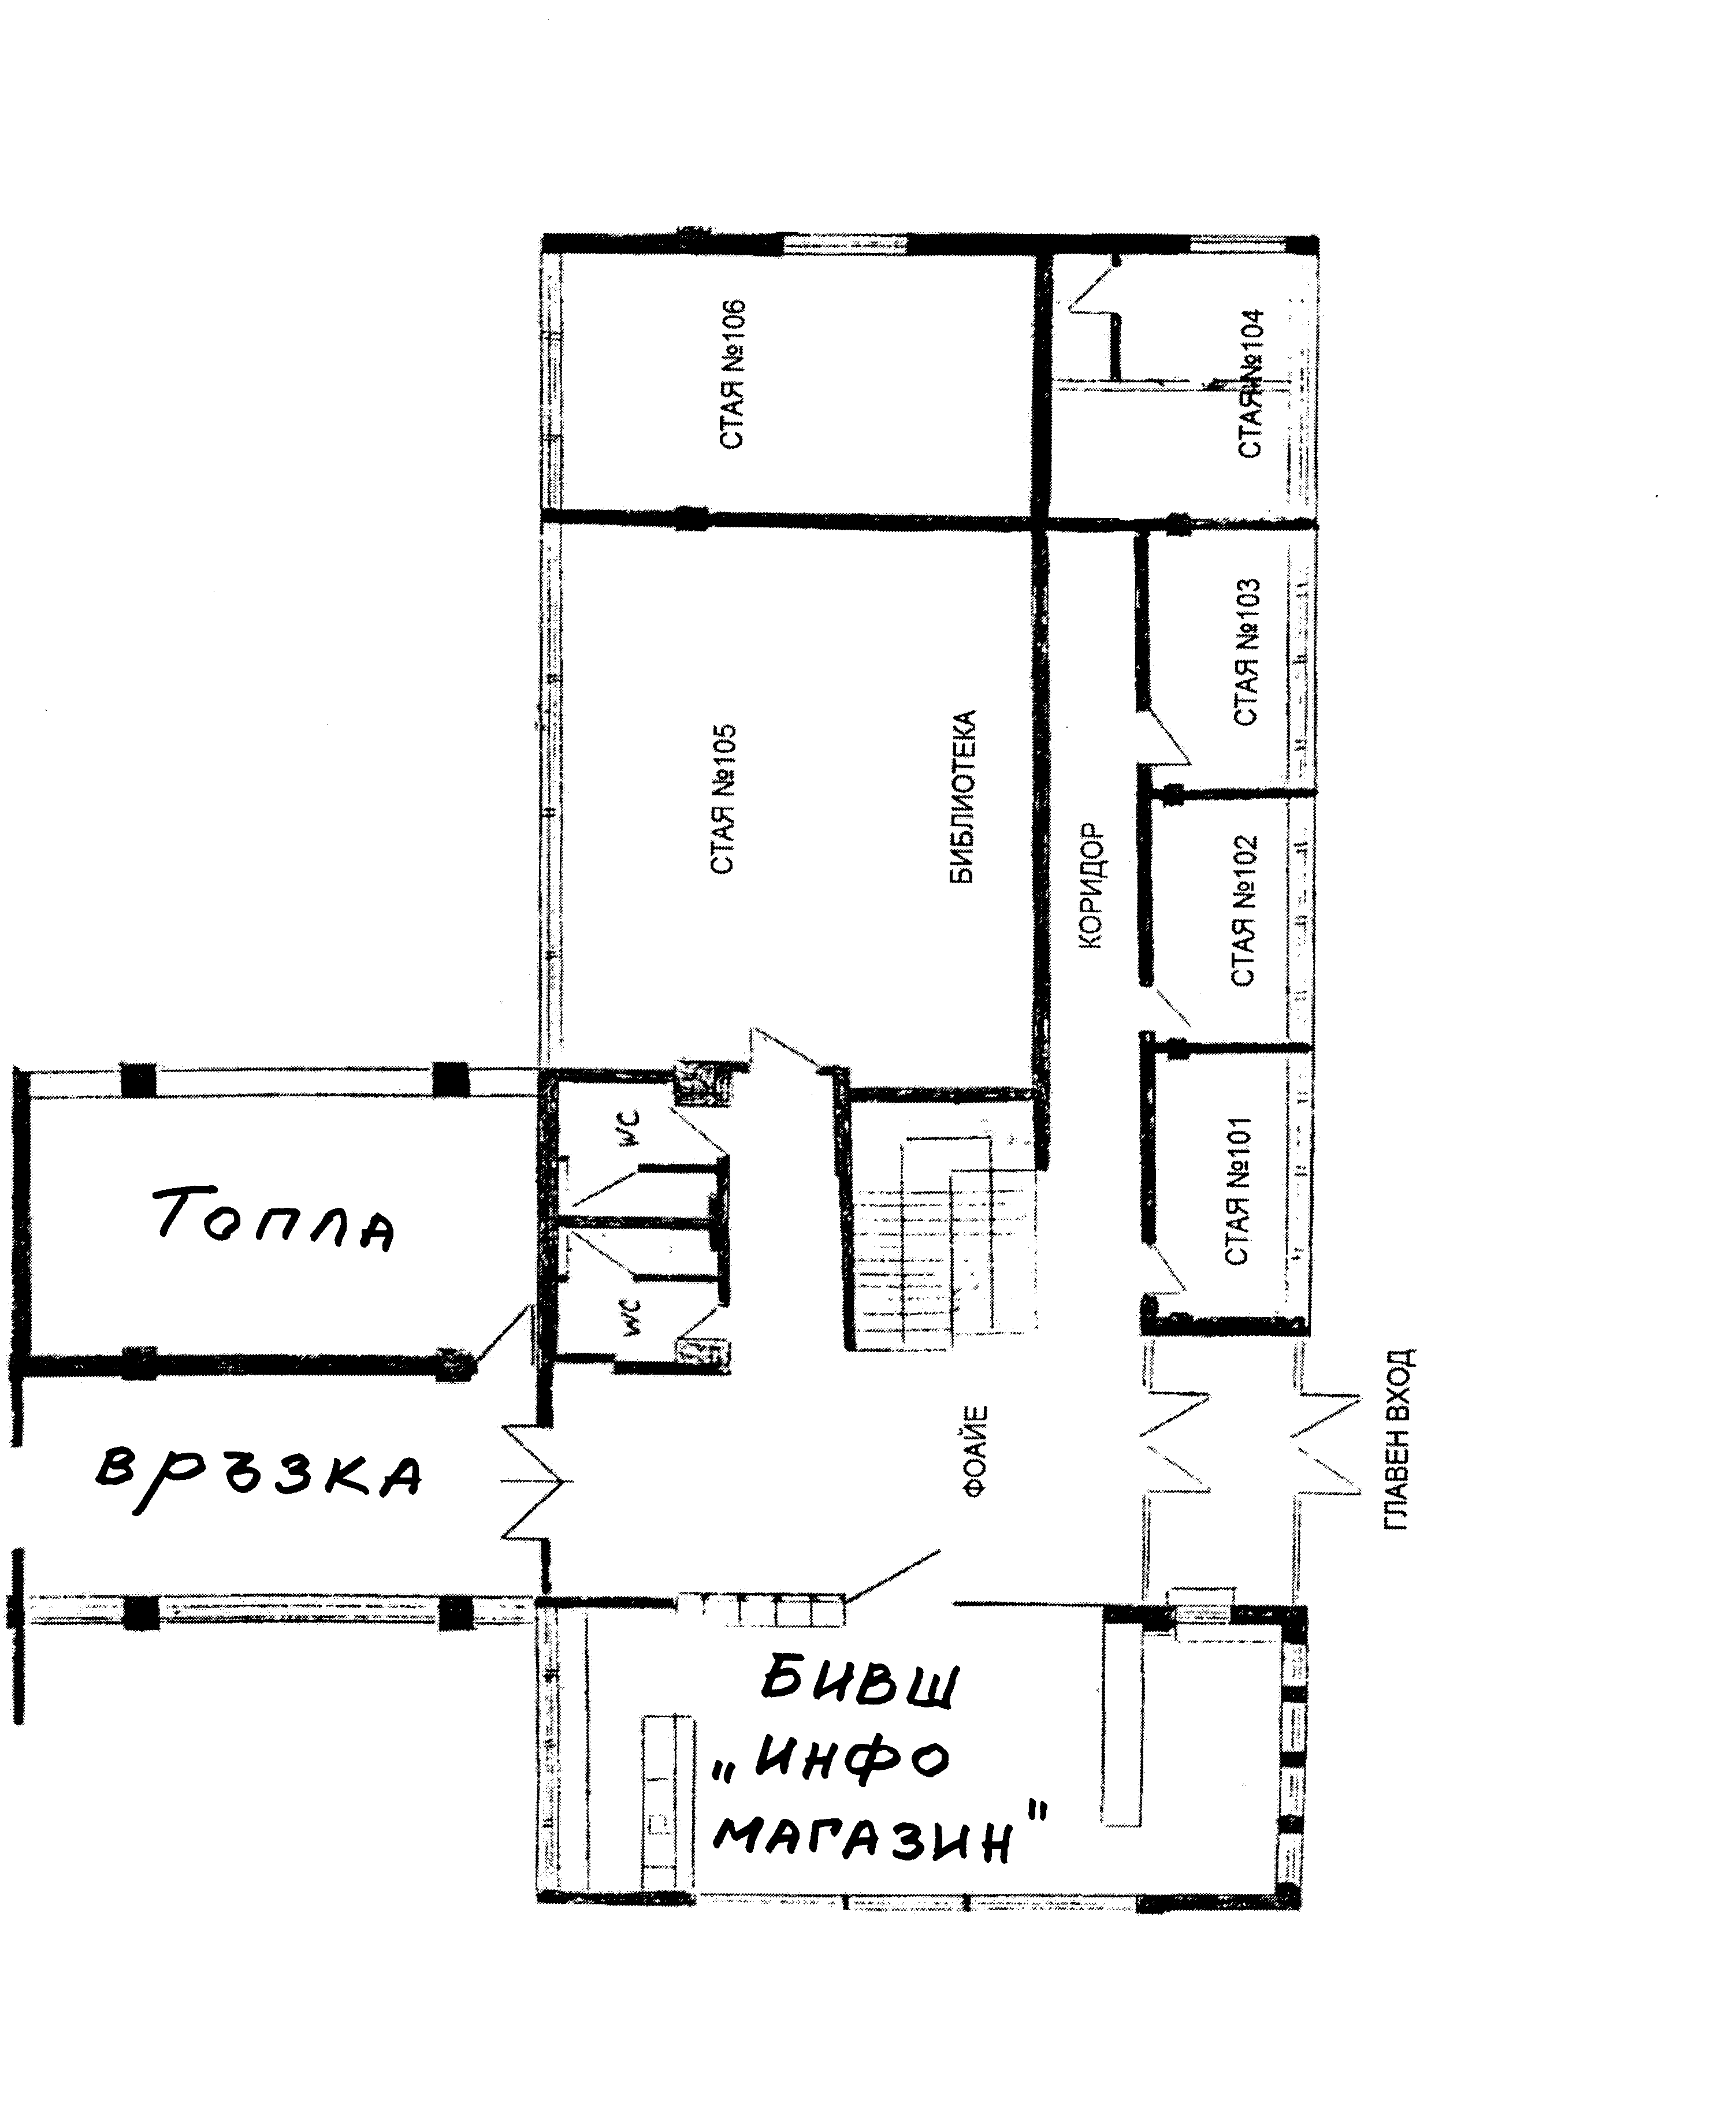 СТАЯ №106
СТАЯ №104
СТАЯ №103
СТАЯ №105
БИБЛИОТЕКА
КОРИДОР
СТАЯ №102
WC
СТАЯ №101
ТОПЛА
WC
ВРЪЗКА
ФОАЙЕ
ГЛАВЕН ВХОД
БИВШ
„ИНФО
МАГАЗИН"